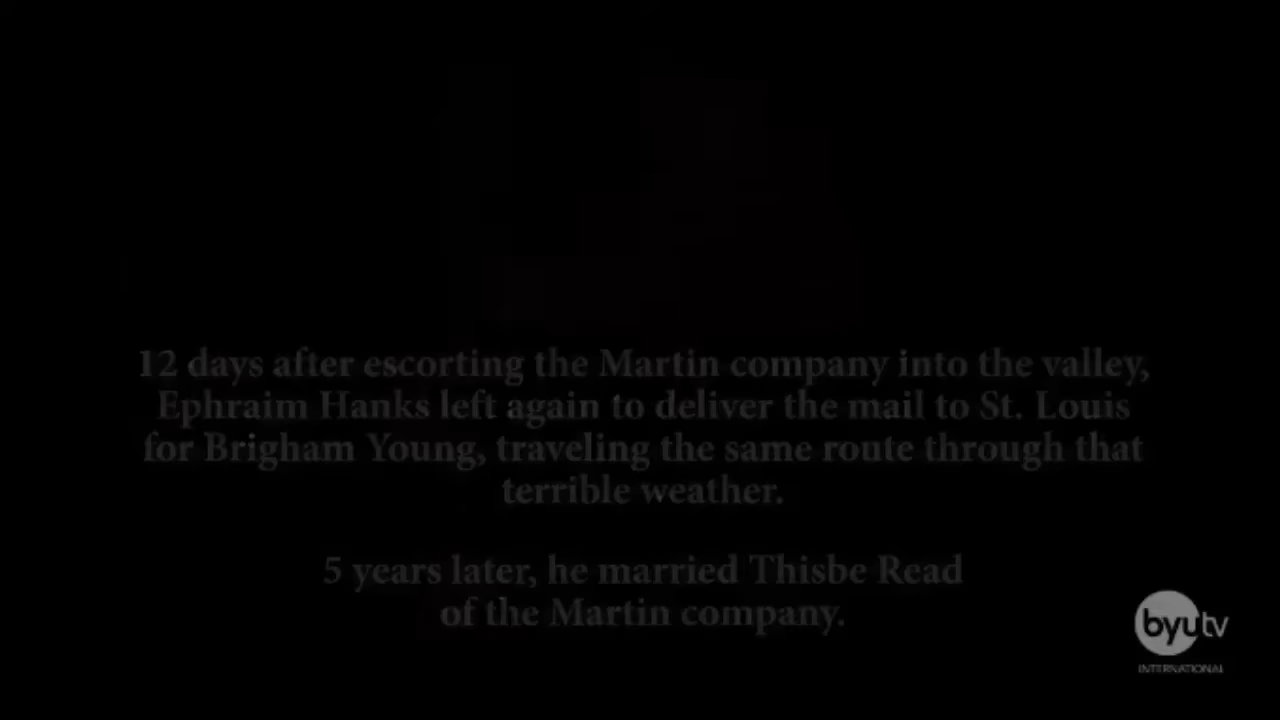 12 days after escorting the Martin company into the valley,
Ephraim Hanks left again to deliver the mail to St. Louis
for Brigham Young, traveling the same route through that
terrible weather.
5 years later, he married Thisbe Read
of the Martin company.
byutv
INTERNATIONAL